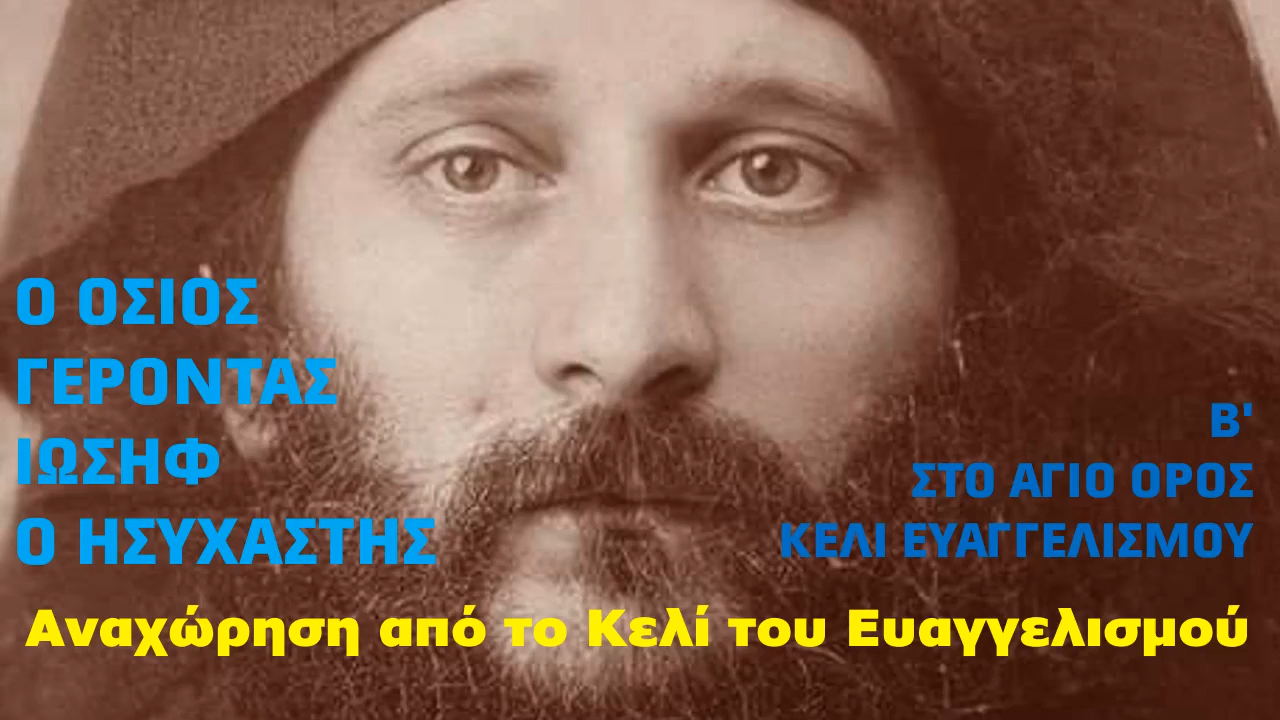 Ο ΟΣΙΟΣ
ΓΕΡΟΝΤΑΣ
ΙΩΣΗΦ
Ο ΗΣΥΧΑΣΤΗΣ
Β'
ΣΤΟ ΑΓΙΟ ΟΡΟΣ
ΚΕΛΙ ΕΥΑΓΓΕΛΙΣΜΟΥ
Αναχώρηση από το Κελί του Ευαγγελισμού